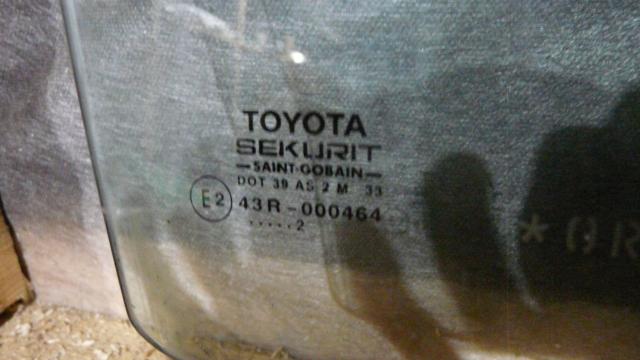 TOYOTA
SEKURIT
—SAINT-GOBAIN—
DOT 39 AS 2 M 33
E2 43R-000464
.....2